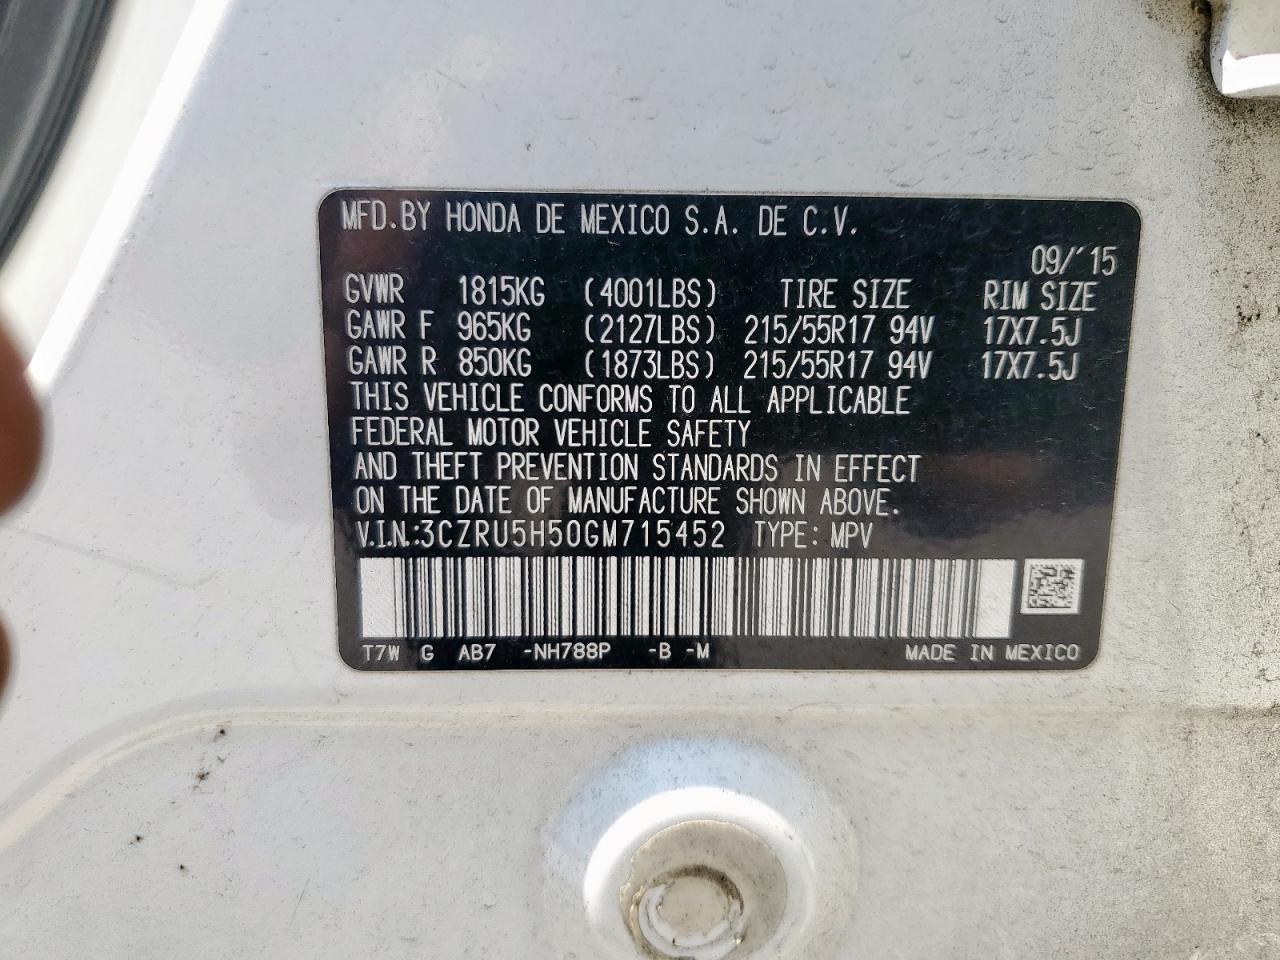 MFD.BY HONDA DE MEXICO S.A. DE C.V.
09/'15
GVWR 1815KG (4001LBS) TIRE SIZE RIM SIZE
GAWR F 965KG (2127LBS) 215/55R17 94V 17X7.5J
GAWR R 850KG (1873LBS) 215/55R17 94V 17X7.5J
THIS VEHICLE CONFORMS TO ALL APPLICABLE
FEDERAL MOTOR VEHICLE SAFETY
AND THEFT PREVENTION STANDARDS IN EFFECT
ON THE DATE OF MANUFACTURE SHOWN ABOVE.
V.I.N.:3CZRU5H50GM715452 TYPE: MPV
T7W G AB7 -NH788P -B -M MADE IN MEXICO